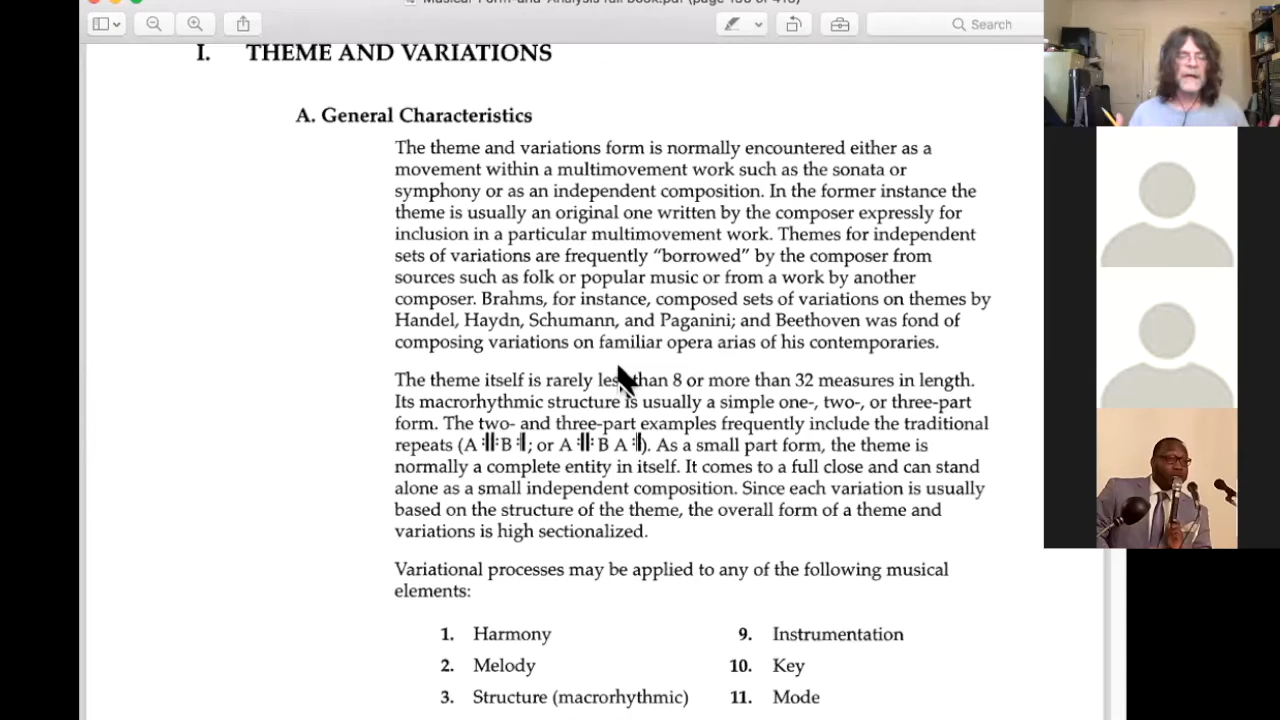 Search
I. THEME AND VARIATIONS
A. General Characteristics
The theme and variations form is normally encountered either as a
movement within a multimovement work such as the sonata or
symphony or as an independent composition. In the former instance the
theme is usually an original one written by the composer expressly for
inclusion in a particular multimovement work. Themes for independent
sets of variations are frequently “borrowed” by the composer from
sources such as folk or popular music or from a work by another
composer. Brahms, for instance, composed sets of variations on themes by
Handel, Haydn, Schumann, and Paganini; and Beethoven was fond of
composing variations on familiar opera arias of his contemporaries.
The theme itself is rarely than 8 or more than 32 measures in length.
Its macrorhythmic structure is usually a simple one-, two-, or three-part
form. The two- and three-part examples frequently include the traditional
repeats (A :||: B :||; or A :||: B A :||). As a small part form, the theme is
normally a complete entity in itself. It comes to a full close and can stand
alone as a small independent composition. Since each variation is usually
based on the structure of the theme, the overall form of a theme and
variations is high sectionalized.
Variational processes may be applied to any of the following musical
elements:
1. Harmony 9. Instrumentation
2. Melody 10. Key
3. Structure (macrorhythmic) 11. Mode